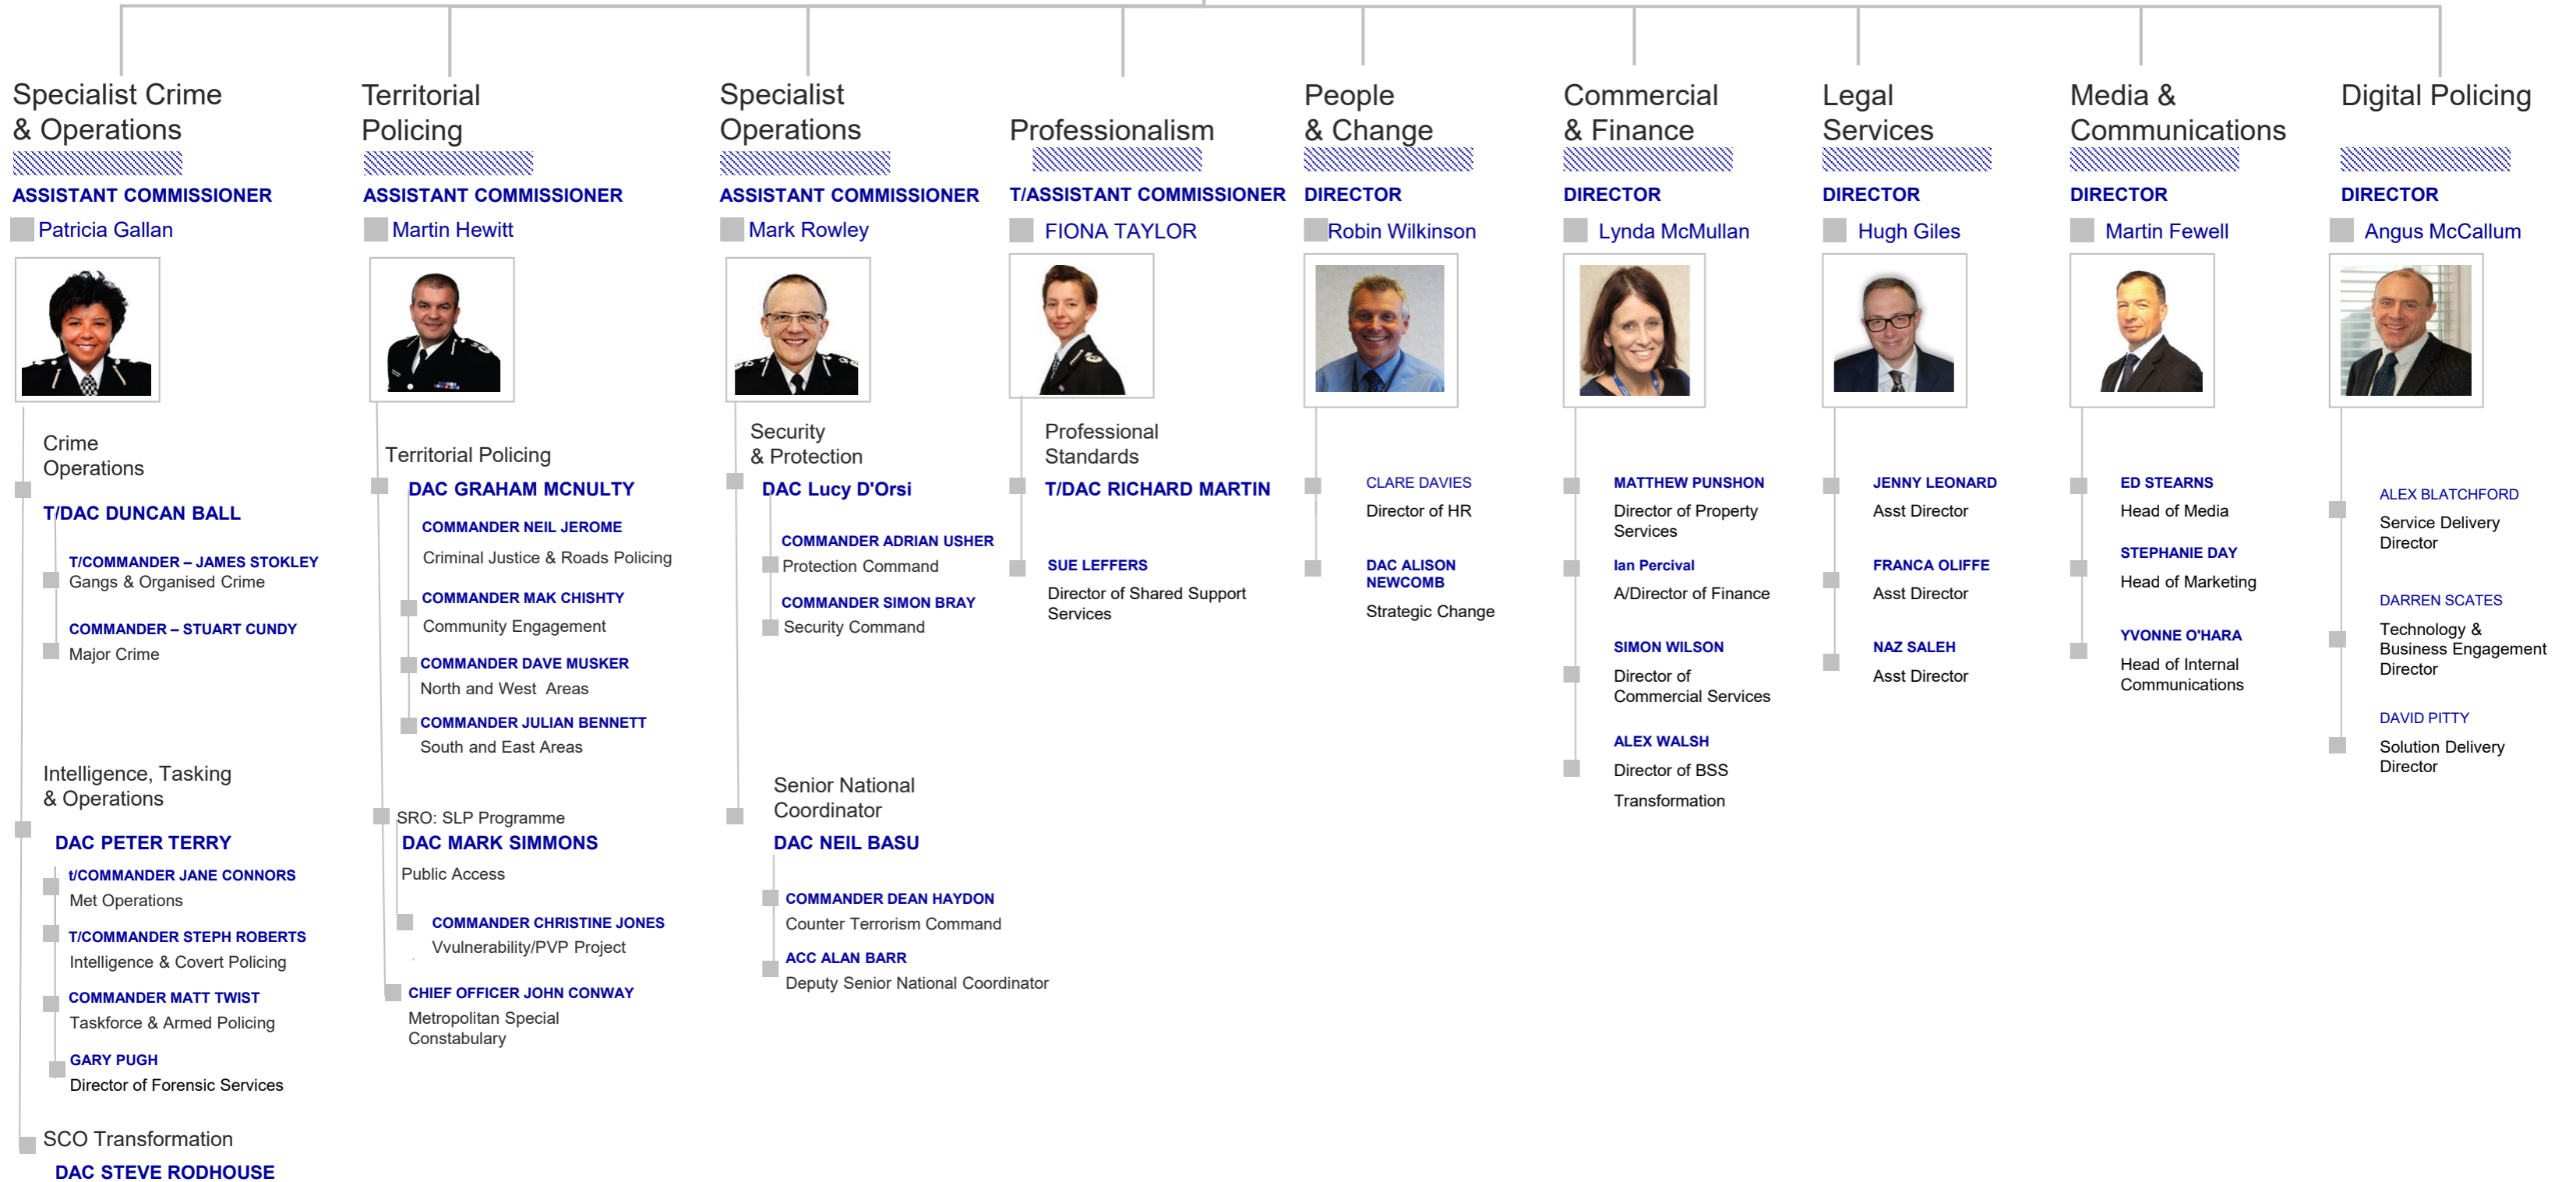 Specialist Crime
& Operations
ASSISTANT COMMISSIONER
Patricia Gallan
Crime
Operations
T/DAC DUNCAN BALL
T/COMMANDER – JAMES STOKLEY
Gangs & Organised Crime
COMMANDER – STUART CUNDY
Major Crime
Intelligence, Tasking
& Operations
DAC PETER TERRY
t/COMMANDER JANE CONNORS
Met Operations
T/COMMANDER STEPH ROBERTS
Intelligence & Covert Policing
COMMANDER MATT TWIST
Taskforce & Armed Policing
GARY PUGH
Director of Forensic Services
SCO Transformation
DAC STEVE RODHOUSE
Territorial
Policing
ASSISTANT COMMISSIONER
Martin Hewitt
Territorial Policing
DAC GRAHAM MCNULTY
COMMANDER NEIL JEROME
Criminal Justice & Roads Policing
COMMANDER MAK CHISHTY
Community Engagement
COMMANDER DAVE MUSKER
North and West Areas
COMMANDER JULIAN BENNETT
South and East Areas
SRO: SLP Programme
DAC MARK SIMMONS
Public Access
COMMANDER CHRISTINE JONES
Vvulnerability/PVP Project
CHIEF OFFICER JOHN CONWAY
Metropolitan Special
Constabulary
Specialist
Operations
ASSISTANT COMMISSIONER
Mark Rowley
Security
& Protection
DAC Lucy D'Orsi
COMMANDER ADRIAN USHER
Protection Command
COMMANDER SIMON BRAY
Security Command
Senior National
Coordinator
DAC NEIL BASU
COMMANDER DEAN HAYDON
Counter Terrorism Command
ACC ALAN BARR
Deputy Senior National Coordinator
Professionalism
T/ASSISTANT COMMISSIONER
FIONA TAYLOR
Professional
Standards
T/DAC RICHARD MARTIN
SUE LEFFERS
Director of Shared Support
Services
People
& Change
DIRECTOR
Robin Wilkinson
CLARE DAVIES
Director of HR
DAC ALISON
NEWCOMB
Strategic Change
Commercial
& Finance
DIRECTOR
Lynda McMullan
MATTHEW PUNSHON
Director of Property
Services
Ian Percival
A/Director of Finance
SIMON WILSON
Director of
Commercial Services
ALEX WALSH
Director of BSS
Transformation
Legal
Services
DIRECTOR
Hugh Giles
JENNY LEONARD
Asst Director
FRANCA OLIFFE
Asst Director
NAZ SALEH
Asst Director
Media &
Communications
DIRECTOR
Martin Fewell
ED STEARNS
Head of Media
STEPHANIE DAY
Head of Marketing
YVONNE O'HARA
Head of Internal
Communications
Digital Policing
DIRECTOR
Angus McCallum
ALEX BLATCHFORD
Service Delivery
Director
DARREN SCATES
Technology &
Business Engagement
Director
DAVID PITTY
Solution Delivery
Director